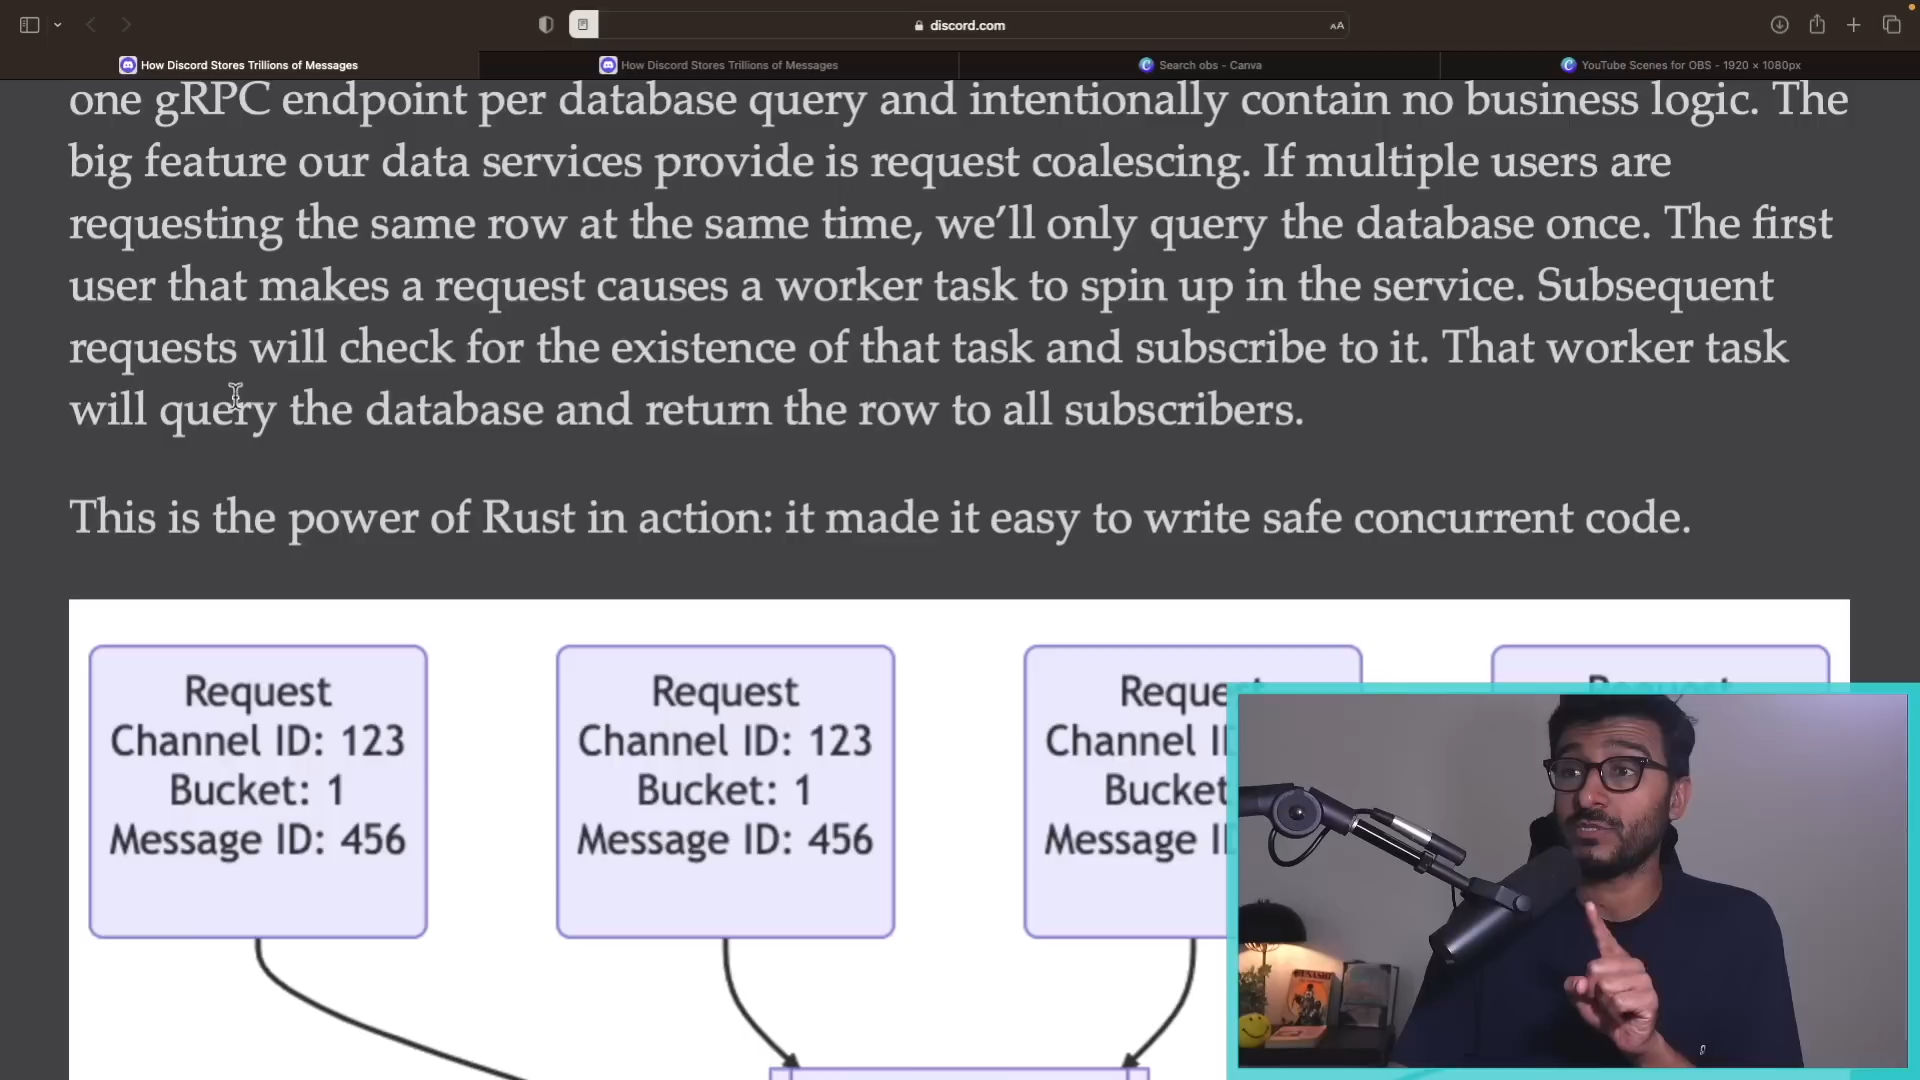 discord.com
AA
How Discord Stores Trillions of Messages
How Discord Stores Trillions of Messages
Search obs - Canva
YouTube Scenes for OBS - 1920 × 1080px
one gRPC endpoint per database query and intentionally contain no business logic. The
big feature our data services provide is request coalescing. If multiple users are
requesting the same row at the same time, we’ll only query the database once. The first
user that makes a request causes a worker task to spin up in the service. Subsequent
requests will check for the existence of that task and subscribe to it. That worker task
will query the database and return the row to all subscribers.
This is the power of Rust in action: it made it easy to write safe concurrent code.
Request
Channel ID: 123
Bucket: 1
Message ID: 456
Request
Channel ID: 123
Bucket: 1
Message ID: 456
Channel
Bucket
Message